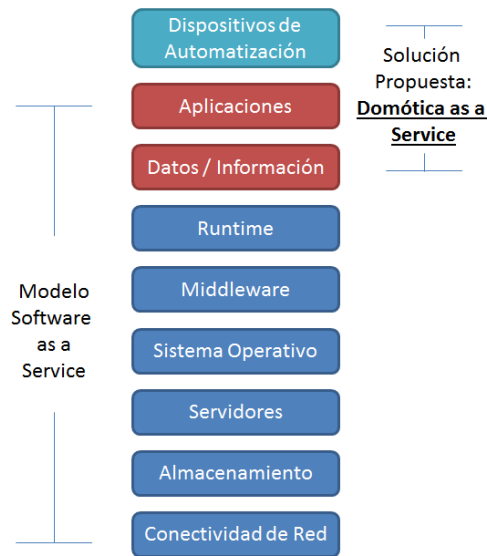 Dispositivos de
Automatización
Solución
Propuesta:
Domótica as a
Service
Aplicaciones
Datos / Información
Runtime
Modelo
Software
as a
Service
Middleware
Sistema Operativo
Servidores
Almacenamiento
Conectividad de Red